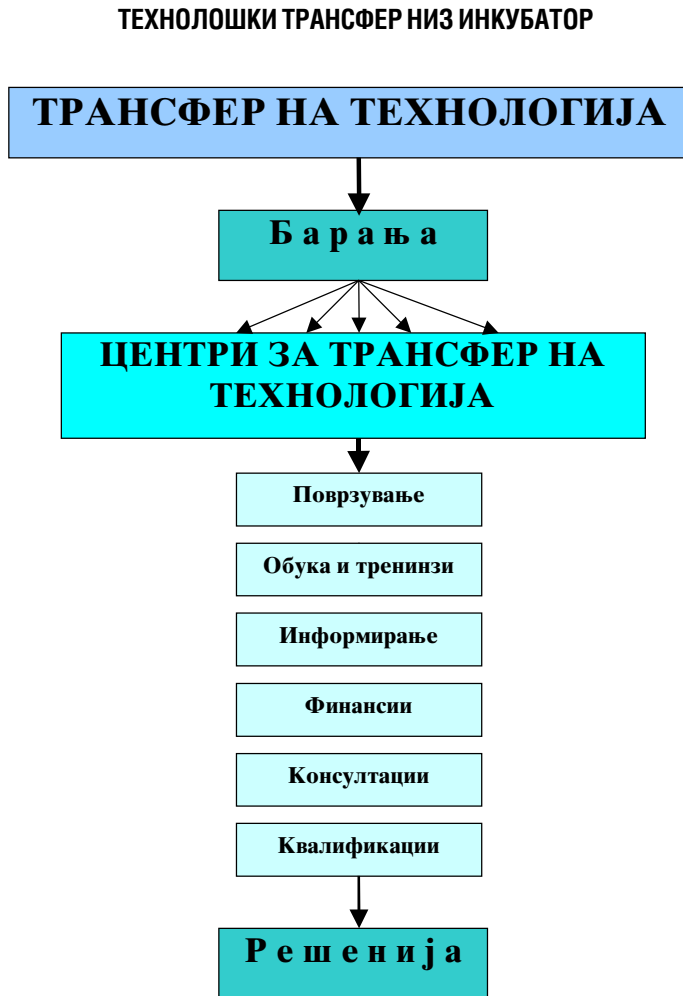 ТЕХНОЛОШКИ ТРАНСФЕР НИЗ ИНКУБАТОР
ТРАНСФЕР НА ТЕХНОЛОГИЈА
Б а р а њ а
ЦЕНТРИ ЗА ТРАНСФЕР НА
ТЕХНОЛОГИЈА
Поврзување
Обука и тренинзи
Информирање
Финансии
Консултации
Квалификации
Р е ш е н и ј а